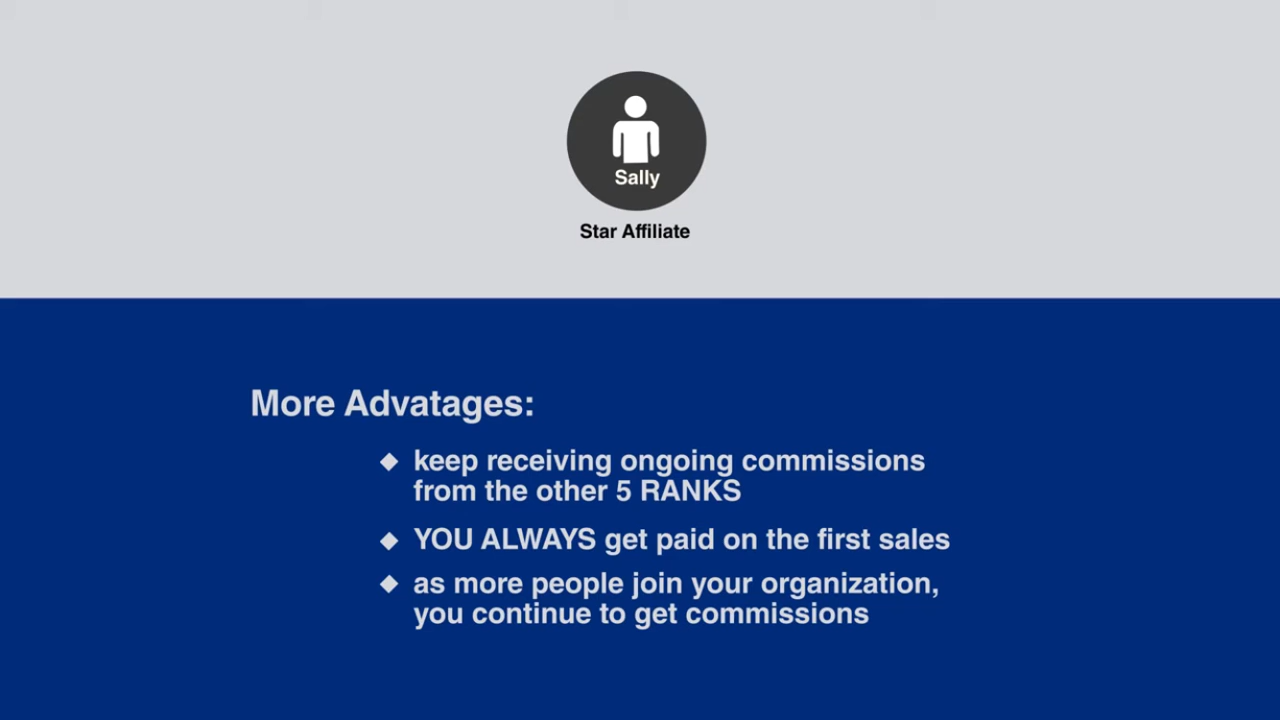 Sally
Star Affiliate
More Advatages:
◆ keep receiving ongoing commissions
from the other 5 RANKS
◆ YOU ALWAYS get paid on the first sales
◆ as more people join your organization,
you continue to get commissions